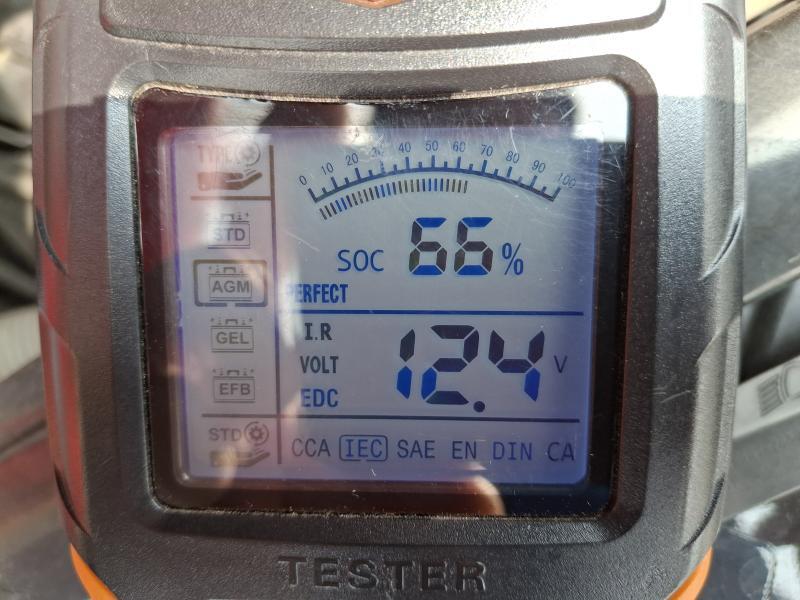 TYPE
0 10 20 30 40 50 60 70 80 90 100
STD
SOC 66%
AGM
PERFECT
GEL
I.R
VOLT 12.4 V
EFB
EDC
STD
CCA IEC SAE EN DIN CA
TESTER